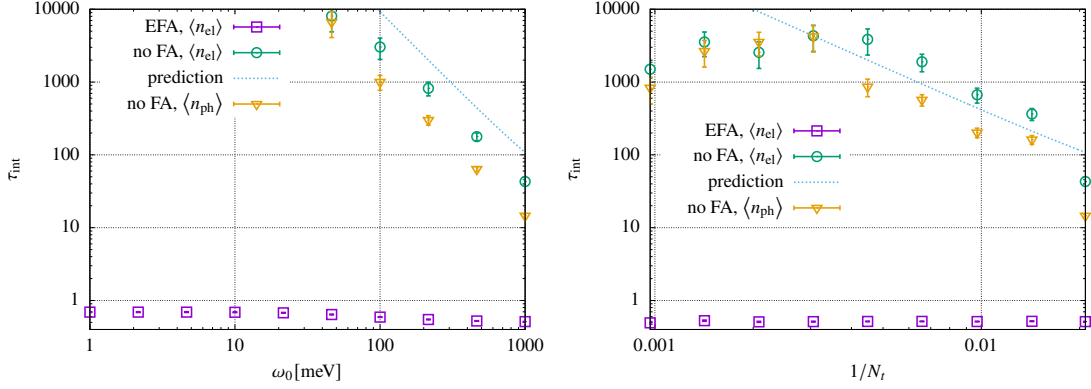 10000
1000
100
10
1
τint
EFA, ⟨nel⟩
no FA, ⟨nel⟩
prediction
no FA, ⟨nph⟩
1 10 100 1000
ω0[meV]
10000
1000
100
10
1
τint
EFA, ⟨nel⟩
no FA, ⟨nel⟩
prediction
no FA, ⟨nph⟩
0.001 0.01
1/Nt